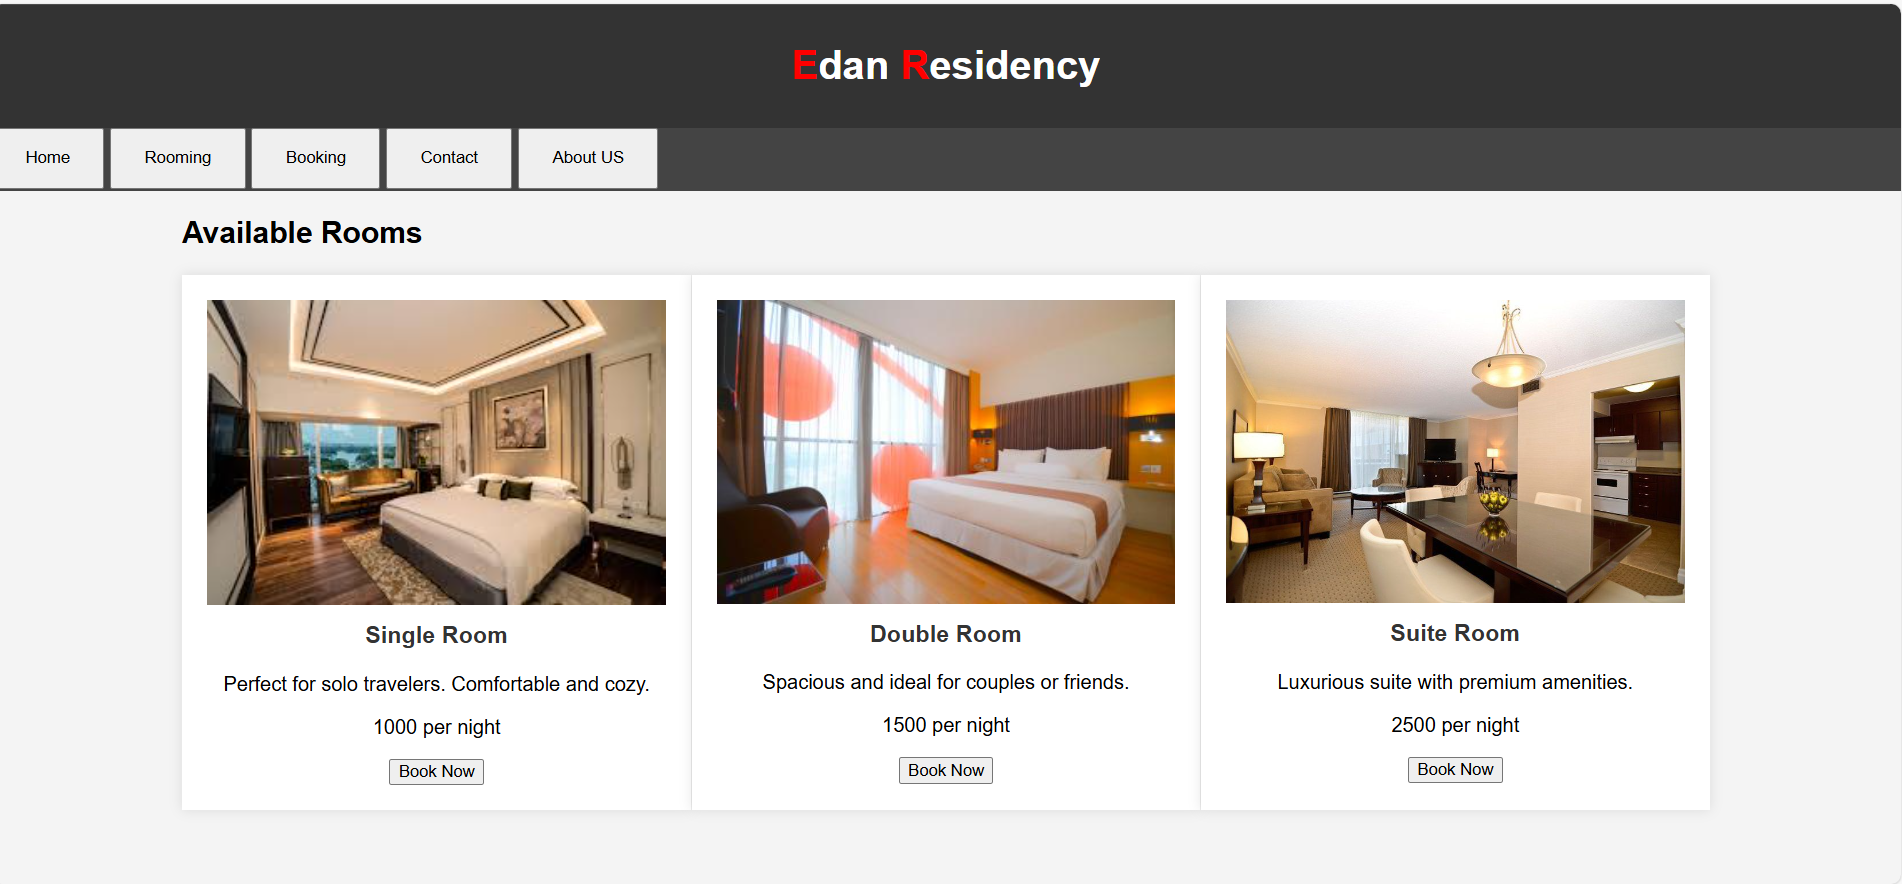 Edan Residency
Home
Rooming
Booking
Contact
About US
Available Rooms
Single Room
Perfect for solo travelers. Comfortable and cozy.
1000 per night
Book Now
Double Room
Spacious and ideal for couples or friends.
1500 per night
Book Now
Suite Room
Luxurious suite with premium amenities.
2500 per night
Book Now